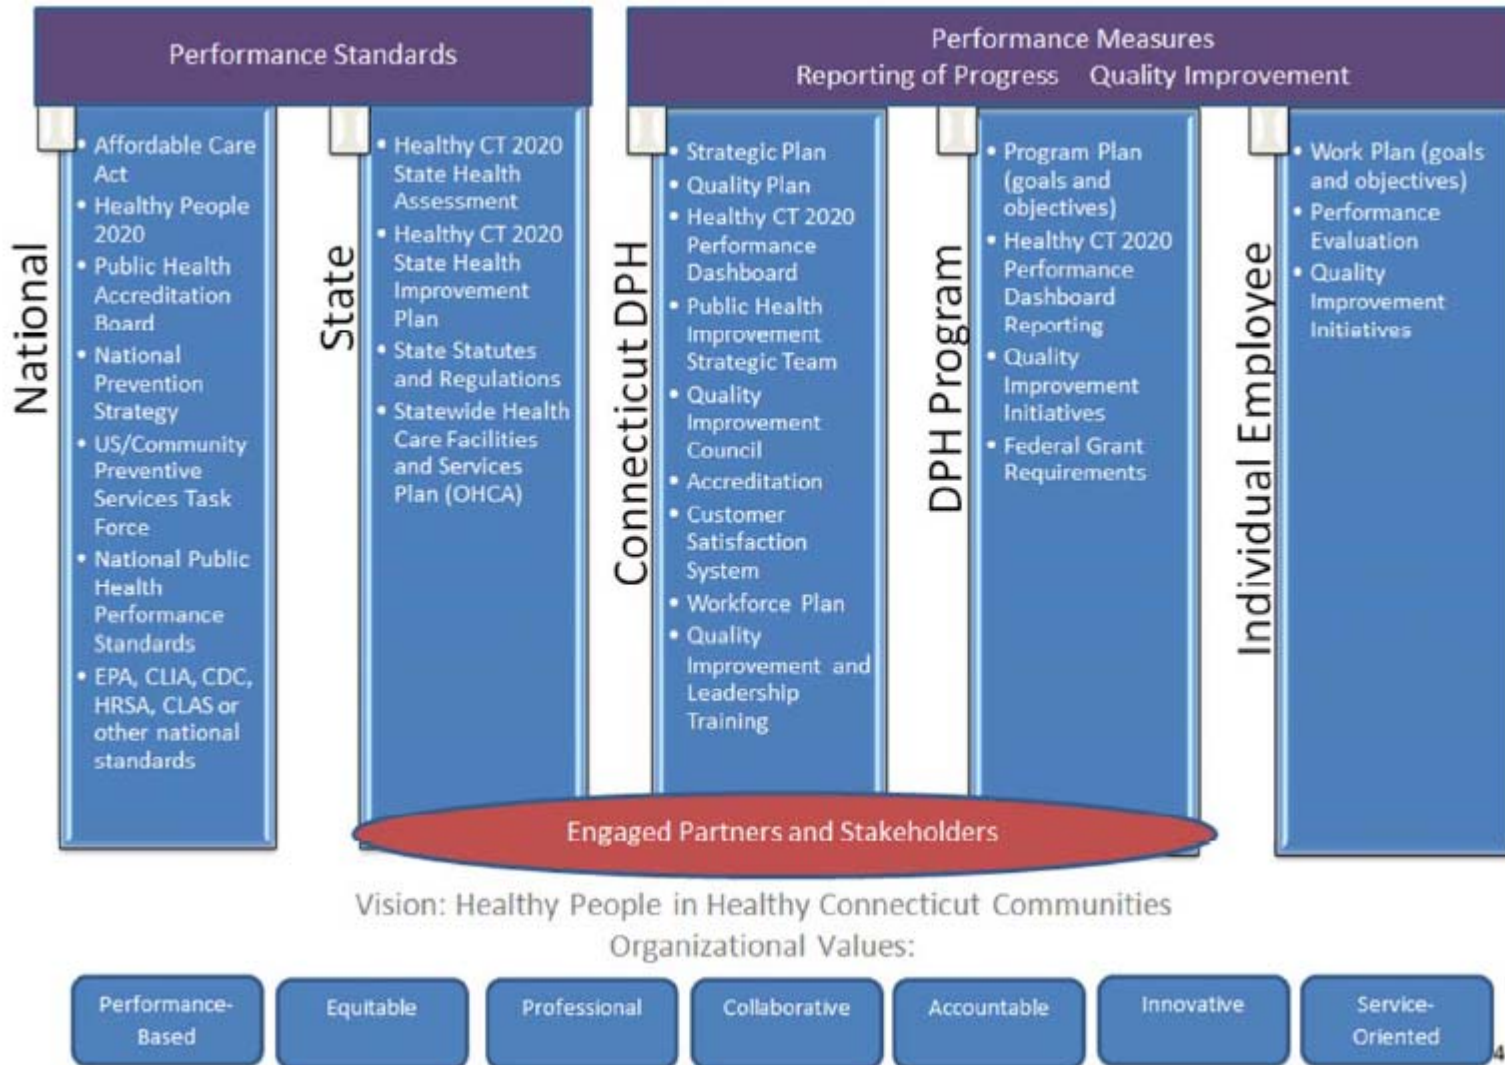 Performance Standards
Performance Measures
Reporting of Progress Quality Improvement
National
• Affordable Care
Act
• Healthy People
2020
• Public Health
Accreditation
Board
• National
Prevention
Strategy
• US/Community
Preventive
Services Task
Force
• National Public
Health
Performance
Standards
• EPA, CLIA, CDC,
HRSA, CLAS or
other national
standards
State
• Healthy CT 2020
State Health
Assessment
• Healthy CT 2020
State Health
Improvement
Plan
• State Statutes
and Regulations
• Statewide Health
Care Facilities
and Services
Plan (OHCA)
Connecticut DPH
• Strategic Plan
• Quality Plan
• Healthy CT 2020
Performance
Dashboard
• Public Health
Improvement
Strategic Team
• Quality
Improvement
Council
• Accreditation
• Customer
Satisfaction
System
• Workforce Plan
• Quality
Improvement and
Leadership
Training
DPH Program
• Program Plan
(goals and
objectives)
• Healthy CT 2020
Performance
Dashboard
Reporting
• Quality
Improvement
Initiatives
• Federal Grant
Requirements
Individual Employee
• Work Plan (goals
and objectives)
• Performance
Evaluation
• Quality
Improvement
Initiatives
Engaged Partners and Stakeholders
Vision: Healthy People in Healthy Connecticut Communities
Organizational Values:
Performance-
Based
Equitable
Professional
Collaborative
Accountable
Innovative
Service-
Oriented
4